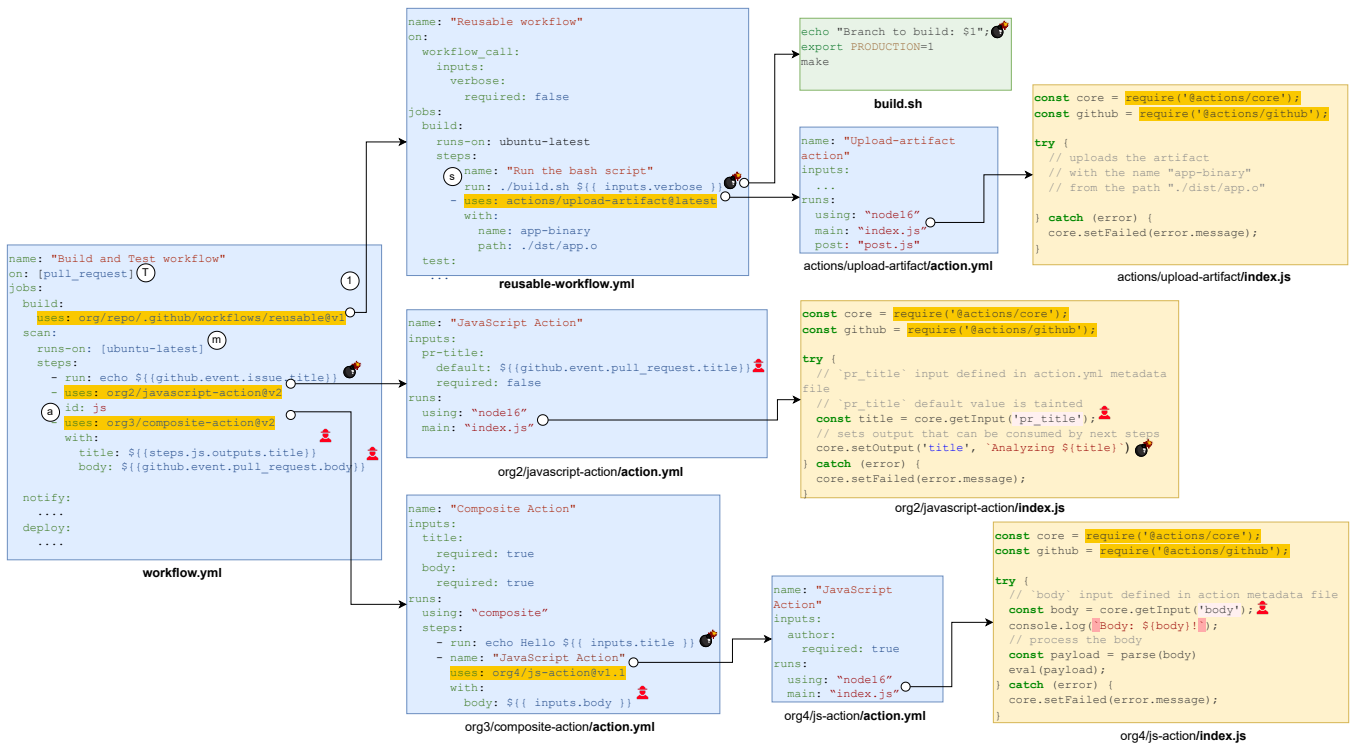 name: "Build and Test workflow"
on: [pull_request] T
jobs:
1
build:
uses: org/repo/.github/workflows/reusable@v1
scan:
runs-on: [ubuntu-latest] m
steps:
- run: echo ${{github.event.issue.title}}
- uses: org2/javascript-action@v2
a id: js
- uses: org3/composite-action@v2
with:
title: ${{steps.js.outputs.title}}
body: ${{github.event.pull_request.body}}
notify:
....
deploy:
....
workflow.yml
name: "Reusable workflow"
on:
workflow_call:
inputs:
verbose:
required: false
jobs:
build:
runs-on: ubuntu-latest
steps:
s name: "Run the bash script"
run: ./build.sh ${{ inputs.verbose }}
- uses: actions/upload-artifact@latest
with:
name: app-binary
path: ./dst/app.o
test:
...
reusable-workflow.yml
echo "Branch to build: $1";
export PRODUCTION=1
make
build.sh
name: "Upload-artifact
action"
inputs:
...
runs:
using: “node16”
main: “index.js”
post: "post.js"
actions/upload-artifact/action.yml
const core = require('@actions/core');
const github = require('@actions/github');
try {
// uploads the artifact
// with the name "app-binary"
// from the path "./dist/app.o"
} catch (error) {
core.setFailed(error.message);
}
actions/upload-artifact/index.js
name: "JavaScript Action"
inputs:
pr-title:
default: ${{github.event.pull_request.title}}
required: false
runs:
using: “node16”
main: “index.js”
org2/javascript-action/action.yml
const core = require('@actions/core');
const github = require('@actions/github');
try {
// `pr_title` input defined in action.yml metadata
file
// `pr_title` default value is tainted
const title = core.getInput('pr_title');
// sets output that can be consumed by next steps
core.setOutput('title', `Analyzing ${title}`)
} catch (error) {
core.setFailed(error.message);
}
org2/javascript-action/index.js
name: "Composite Action"
inputs:
title:
required: true
body:
required: true
runs:
using: “composite”
steps:
- run: echo Hello ${{ inputs.title }}
- name: "JavaScript Action"
uses: org4/js-action@v1.1
with:
body: ${{ inputs.body }}
org3/composite-action/action.yml
name: "JavaScript
Action"
inputs:
author:
required: true
runs:
using: “node16”
main: “index.js”
org4/js-action/action.yml
const core = require('@actions/core');
const github = require('@actions/github');
try {
// `body` input defined in action metadata file
const body = core.getInput('body');
console.log(`Body: ${body}!`);
// process the body
const payload = parse(body)
eval(payload);
} catch (error) {
core.setFailed(error.message);
}
org4/js-action/index.js